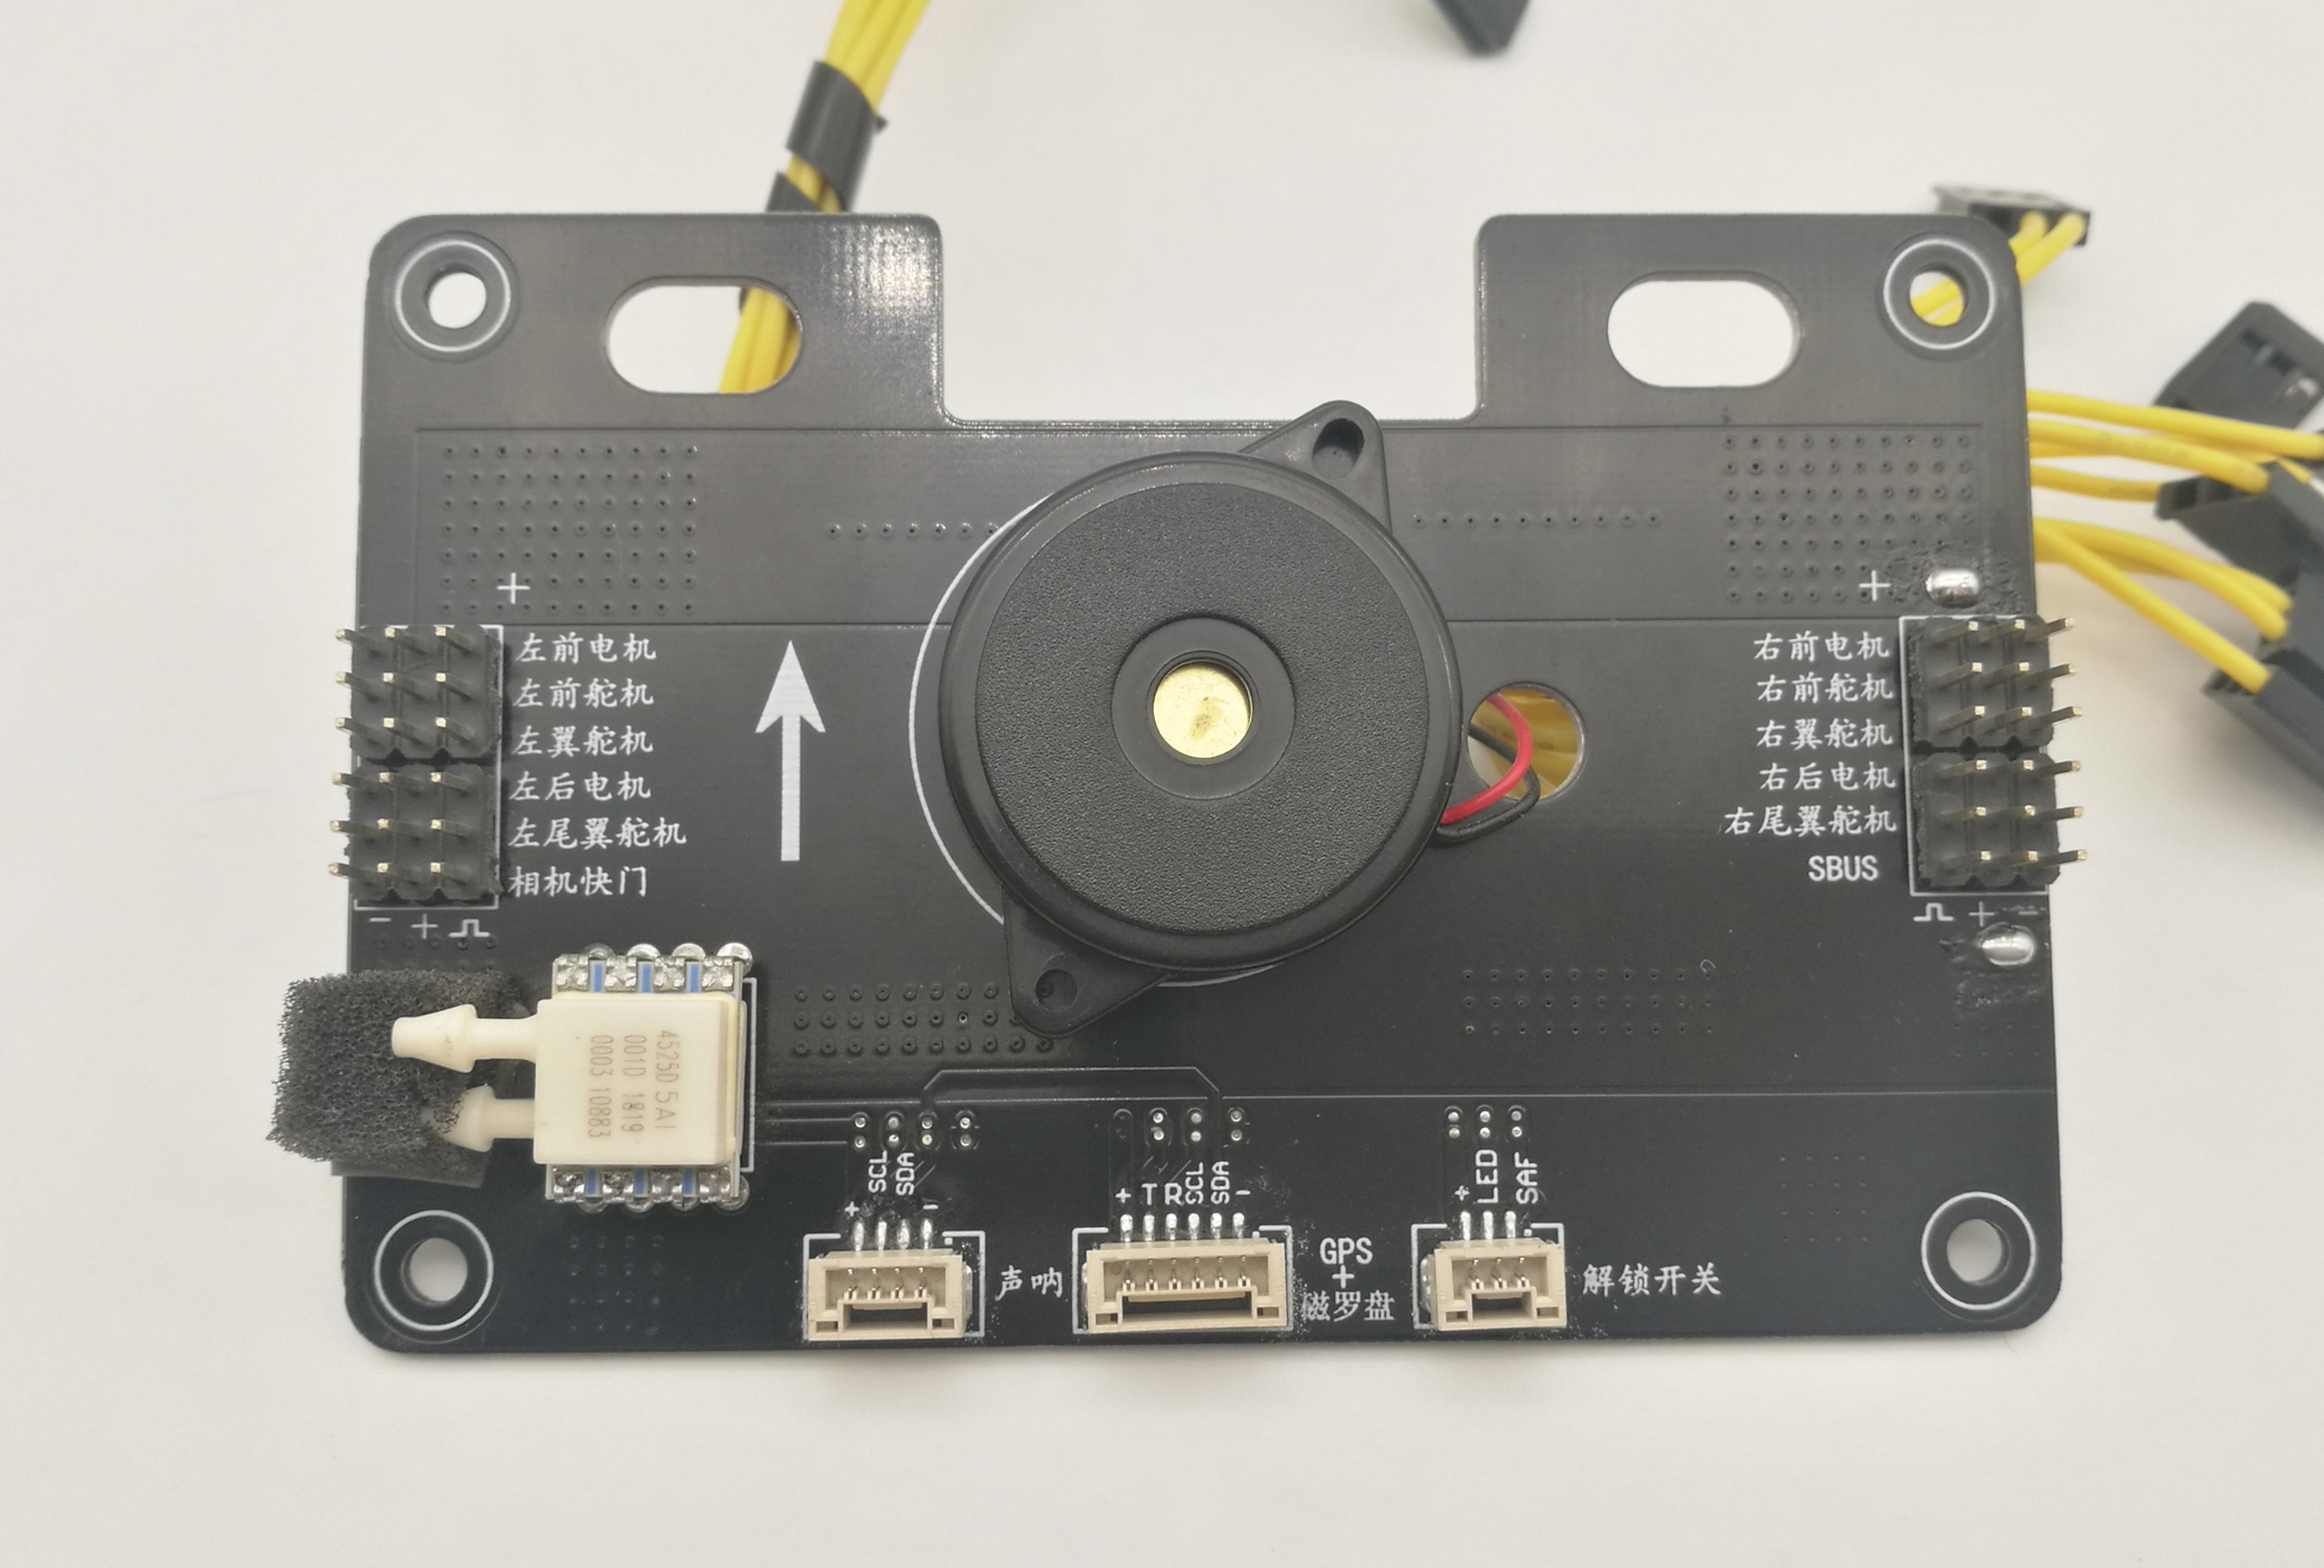 +
+
左前电机
左前舵机
左翼舵机
左后电机
左尾翼舵机
相机快门
- +
右前电机
右前舵机
右翼舵机
右后电机
右尾翼舵机
SBUS
+ -
4525D 5AI
001D 1819
0003 10883
+ SCL SDA -
声呐
+ T R SCL SDA -
GPS
+
磁罗盘
+ LED SAF
解锁开关